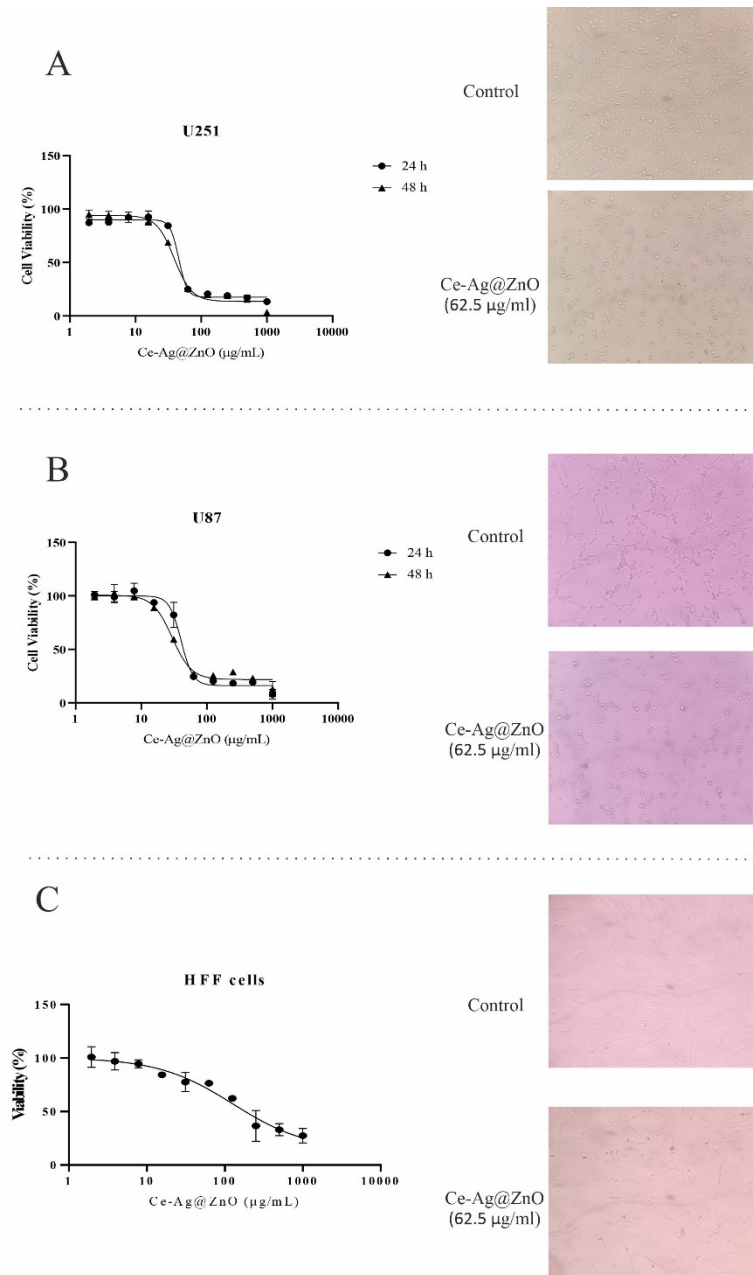 A
U251
150
100
50
0
1
10
100
1000
10000
Cell Viability (%)
Ce-Ag@ZnO (µg/mL)
24 h
48 h
Control
Ce-Ag@ZnO
(62.5 µg/ml)
B
U87
150
100
50
0
1
10
100
1000
10000
Cell Viability (%)
Ce-Ag@ZnO (µg/mL)
24 h
48 h
Control
Ce-Ag@ZnO
(62.5 µg/ml)
C
HFF cells
150
100
50
0
1
10
100
1000
10000
Viability (%)
Ce-Ag@ZnO (µg/mL)
Control
Ce-Ag@ZnO
(62.5 µg/ml)